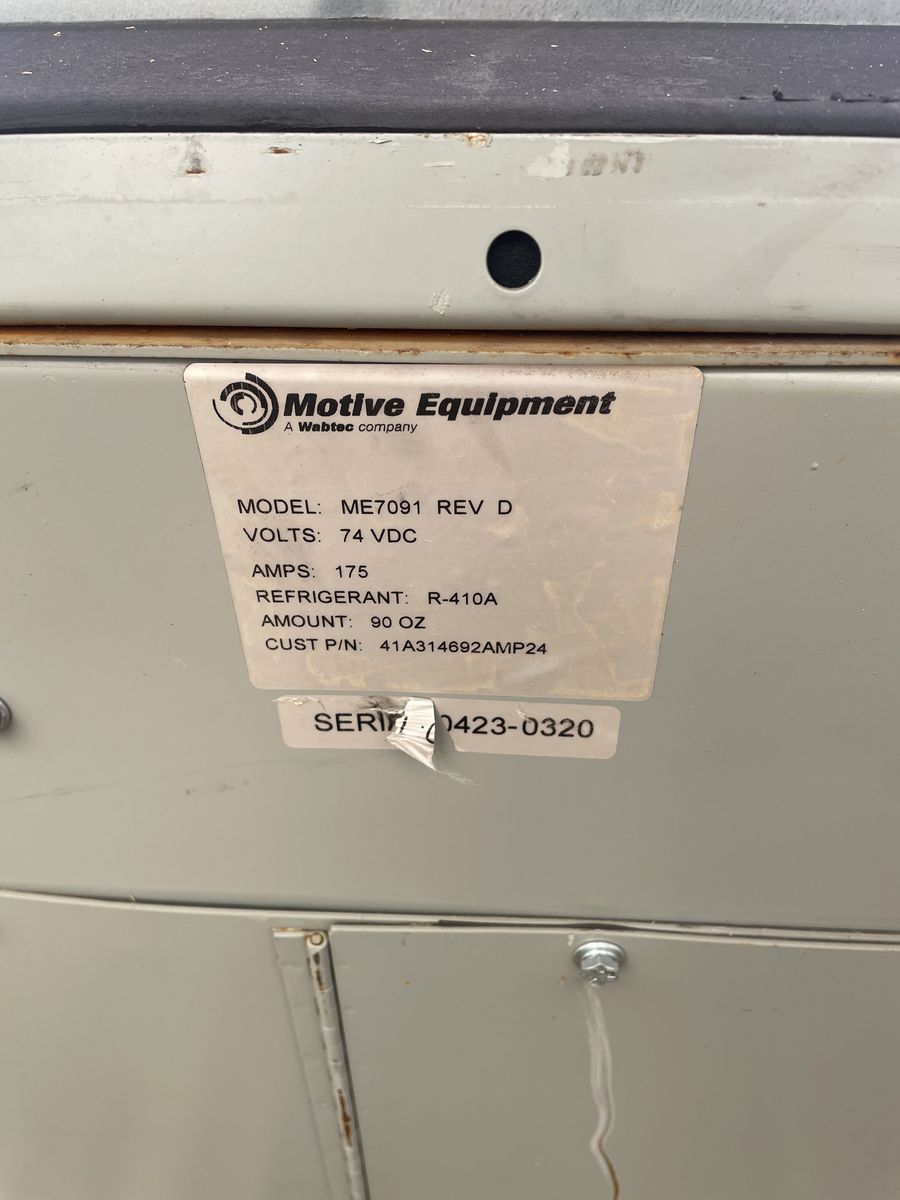 Motive Equipment
A Wabtec company
MODEL: ME7091 REV D
VOLTS: 74 VDC
AMPS: 175
REFRIGERANT: R-410A
AMOUNT: 90 OZ
CUST P/N: 41A314692AMP24
0423-0320